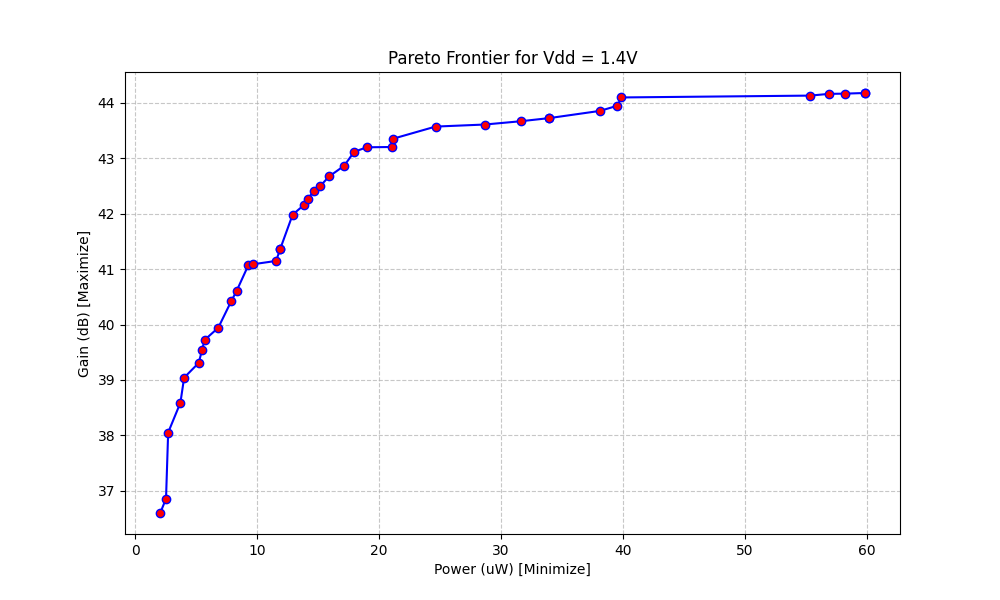 Pareto Frontier for Vdd = 1.4V
Gain (dB) [Maximize]
44
43
42
41
40
39
38
37
0 10 20 30 40 50 60
Power (uW) [Minimize]